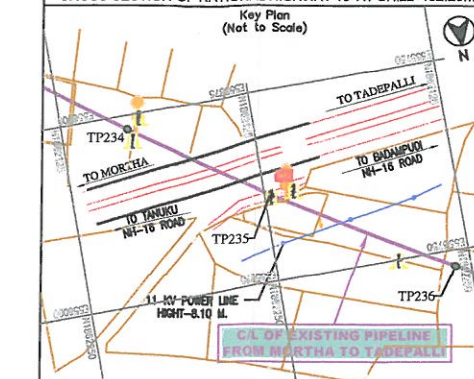 Key Plan
(Not to Scale)
N
TO TADEPALLI
TP234
TO MORTHA
TO BADAMPUDI
NH-16 ROAD
TO TANUKU
NH-16 ROAD
TP235
11 KV POWER LINE
HIGHT-8.10 M.
TP236
C/L OF EXISTING PIPELINE
FROM MORTHA TO TADEPALLI